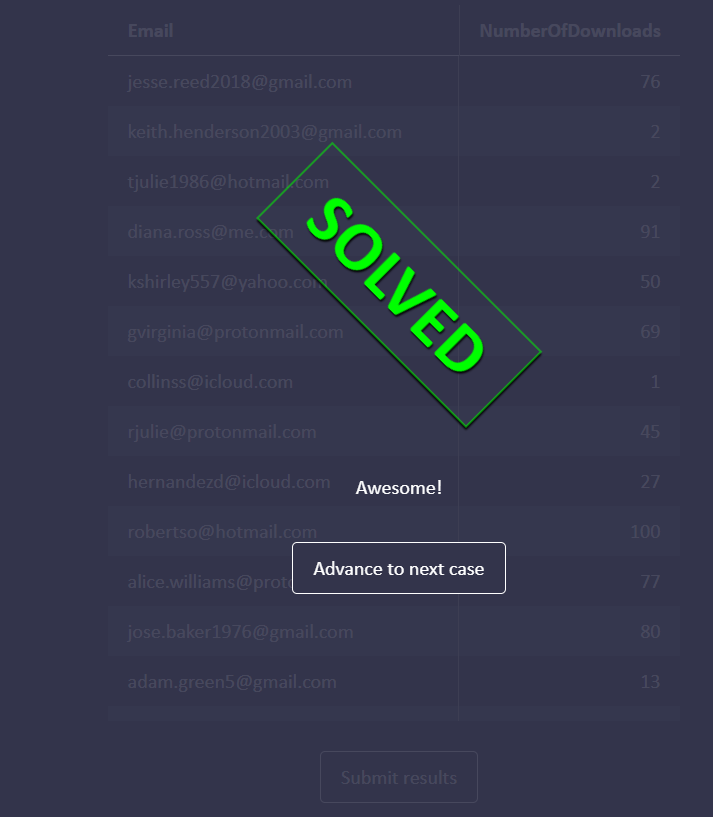 Email NumberOfDownloads
jesse.reed2018@gmail.com 76
keith.henderson2003@gmail.com 2
tjulie1986@hotmail.com 2
diana.ross@me.com 91
kshirley557@yahoo.com 50
gvirginia@protonmail.com 69
collinss@icloud.com 1
rjulie@protonmail.com 45
hernandezd@icloud.com 27
robertso@hotmail.com 100
alice.williams@proto 77
jose.baker1976@gmail.com 80
adam.green5@gmail.com 13
SOLVED
Awesome!
Advance to next case
Submit results